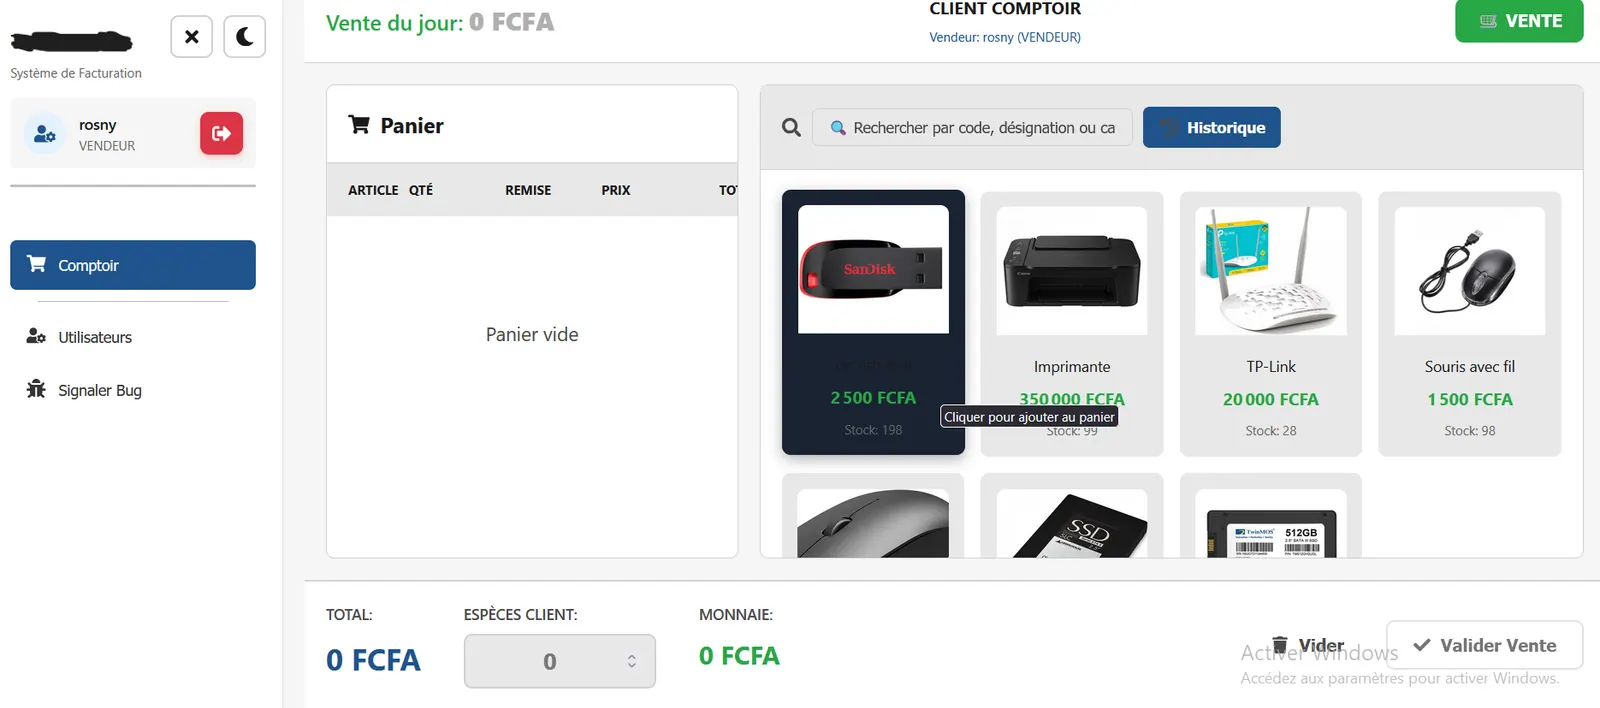 Système de Facturation
rosny
VENDEUR
Comptoir
Utilisateurs
Signaler Bug
Vente du jour: 0 FCFA
CLIENT COMPTOIR
Vendeur: rosny (VENDEUR)
VENTE
Panier
ARTICLE QTÉ REMISE PRIX TO
Panier vide
Rechercher par code, désignation ou ca
Historique
SanDisk
2 500 FCFA
Stock: 198
Imprimante
350 000 FCFA
Cliquer pour ajouter au panier
Stock: 99
TP-Link
20 000 FCFA
Stock: 28
Souris avec fil
1 500 FCFA
Stock: 98
SSD
TwinMOS
512GB
TOTAL:
0 FCFA
ESPÈCES CLIENT:
0
MONNAIE:
0 FCFA
Vider
Valider Vente
Activer Windows
Accédez aux paramètres pour activer Windows.